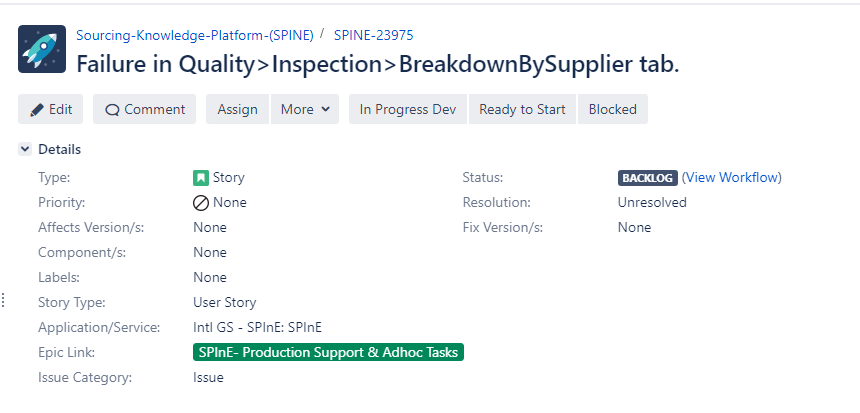 Sourcing-Knowledge-Platform-(SPINE) / SPINE-23975
Failure in Quality>Inspection>BreakdownBySupplier tab.
Edit Comment Assign More In Progress Dev Ready to Start Blocked
Details
Type: Story Status: BACKLOG (View Workflow)
Priority: None Resolution: Unresolved
Affects Version/s: None Fix Version/s: None
Component/s: None
Labels: None
Story Type: User Story
Application/Service: Intl GS - SPInE: SPInE
Epic Link: SPInE- Production Support & Adhoc Tasks
Issue Category: Issue